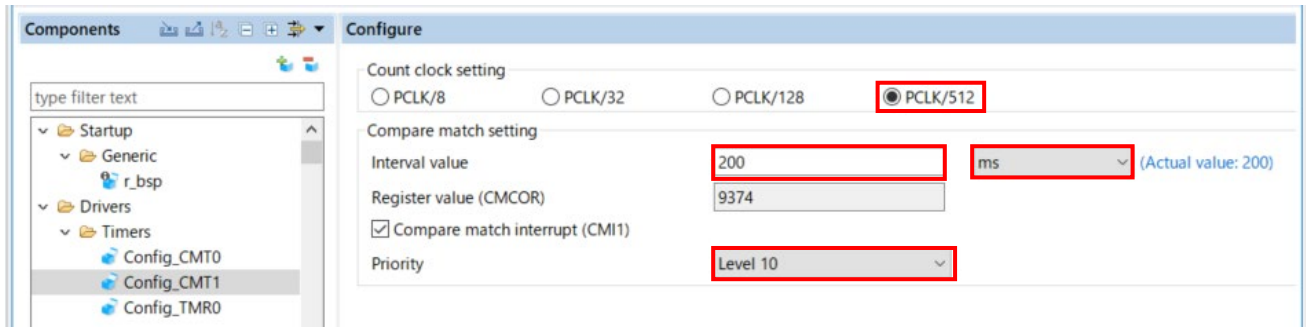 Components
Configure
type filter text
Startup
Generic
r_bsp
Drivers
Timers
Config_CMT0
Config_CMT1
Config_TMR0
Count clock setting
PCLK/8 PCLK/32 PCLK/128 PCLK/512
Compare match setting
Interval value 200 ms (Actual value: 200)
Register value (CMCOR) 9374
Compare match interrupt (CMI1)
Priority Level 10